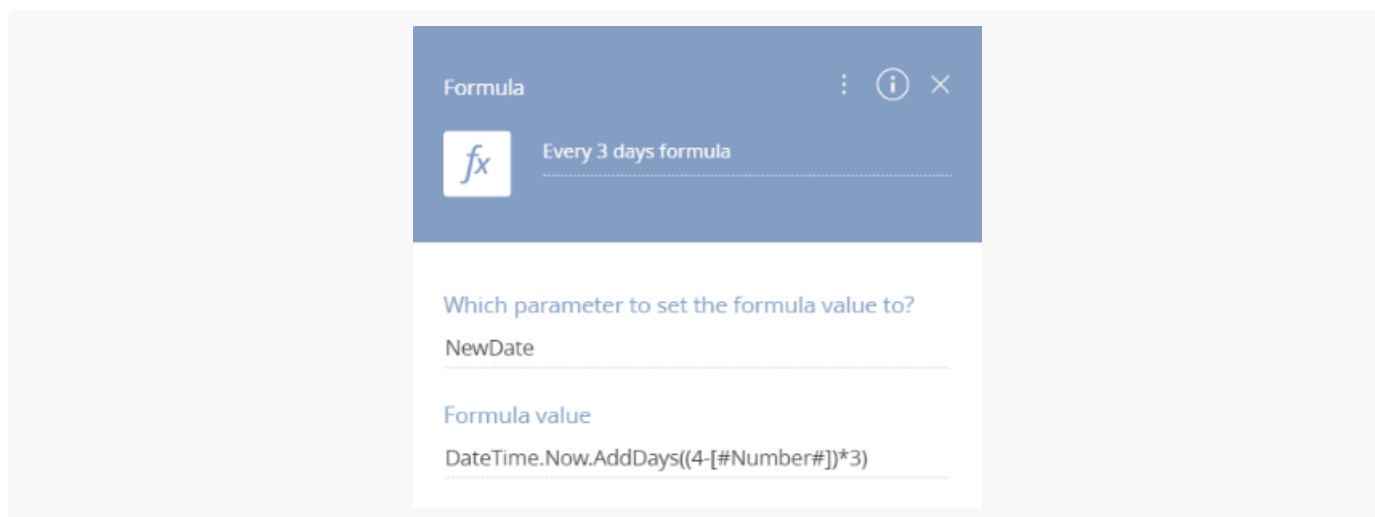 Formula
fx
Every 3 days formula
Which parameter to set the formula value to?
NewDate
Formula value
DateTime.Now.AddDays((4-[#Number#])*3)